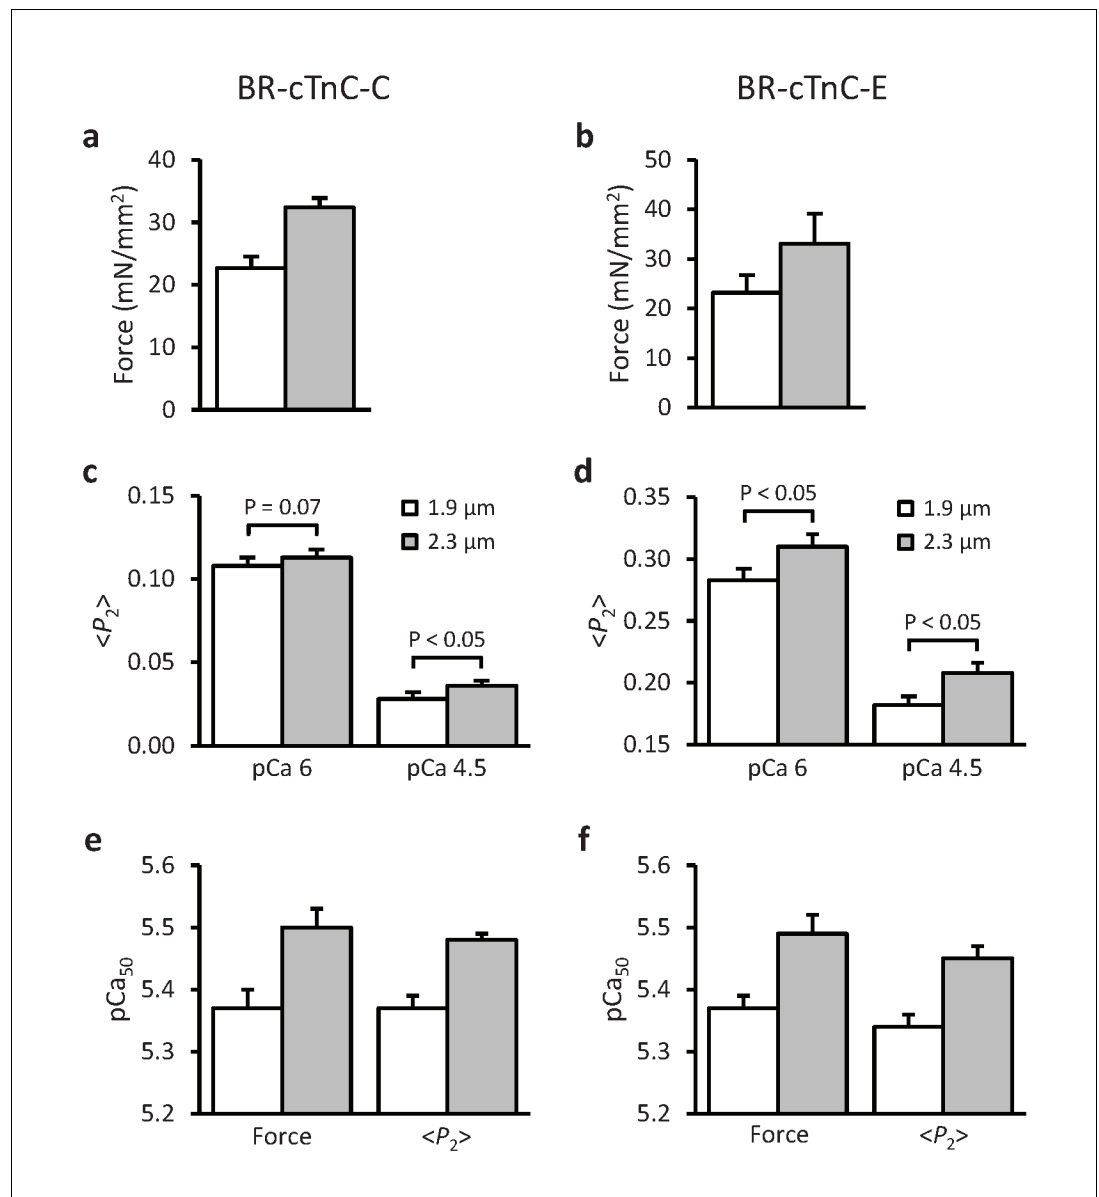 BR-cTnC-C
BR-cTnC-E
a
Force (mN/mm²)
40
30
20
10
0
b
Force (mN/mm²)
50
40
30
20
10
0
c
<P₂>
0.15
0.10
0.05
0.00
P = 0.07
P < 0.05
1.9 µm
2.3 µm
pCa 6
pCa 4.5
d
<P₂>
0.35
0.30
0.25
0.20
0.15
P < 0.05
P < 0.05
1.9 µm
2.3 µm
pCa 6
pCa 4.5
e
pCa₅₀
5.6
5.5
5.4
5.3
5.2
Force
<P₂>
f
pCa₅₀
5.6
5.5
5.4
5.3
5.2
Force
<P₂>